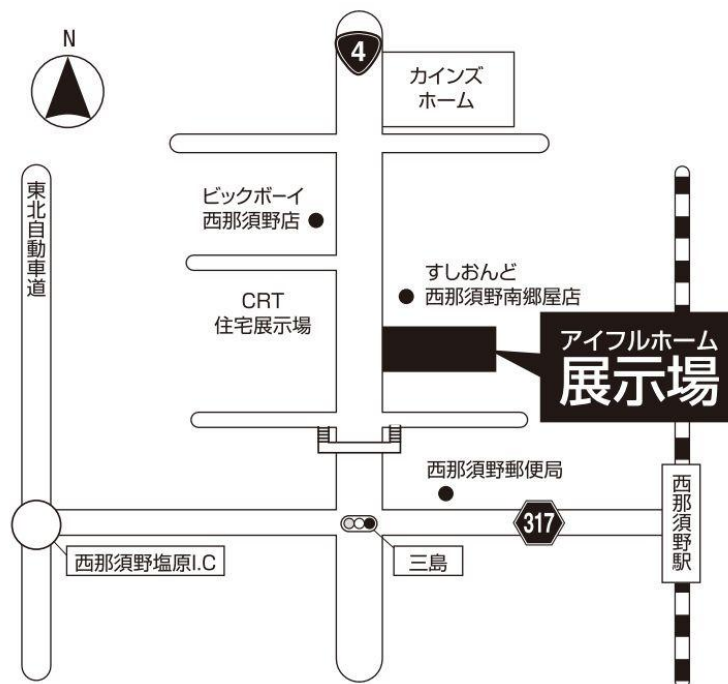 N
4
カインズ
ホーム
東北自動車道
ビックボーイ
西那須野店
すしおんど
西那須野南郷屋店
CRT
住宅展示場
アイフルホーム
展示場
西那須野郵便局
317
西那須野駅
西那須野塩原I.C
三島